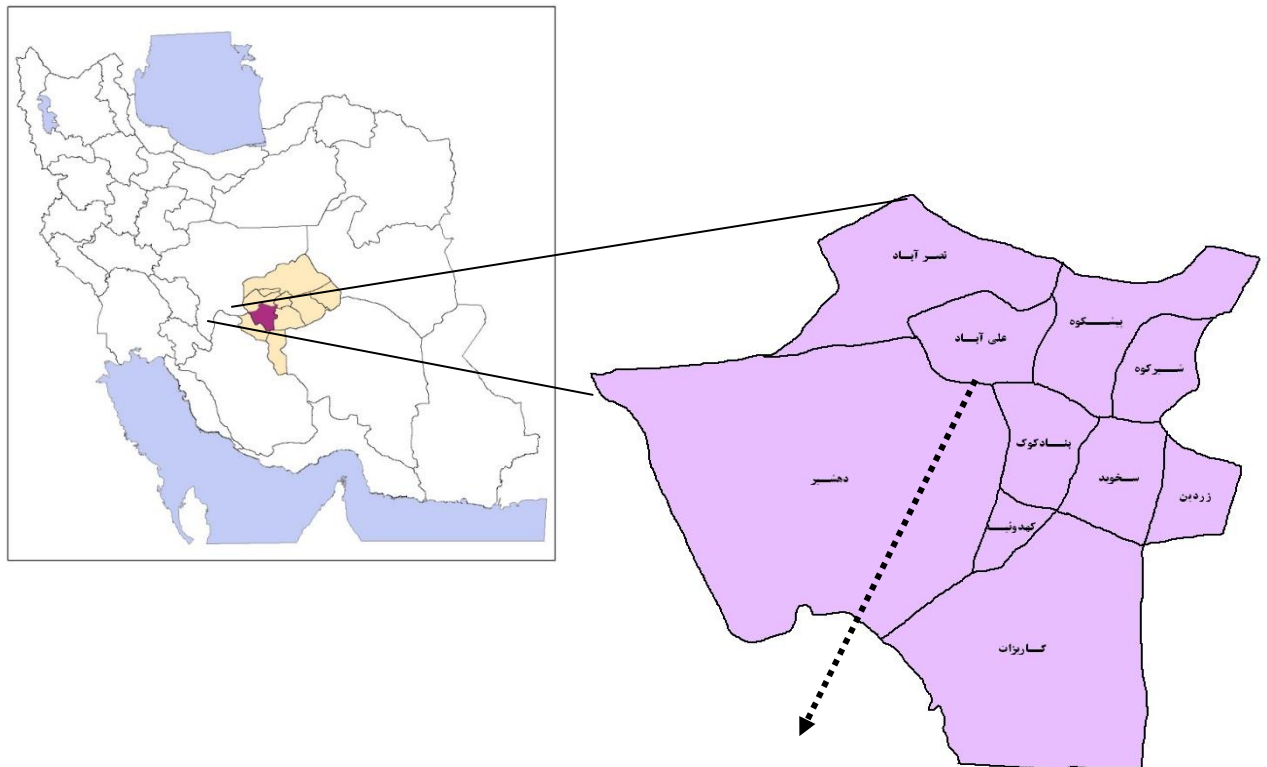 نصر آباد
پیشکوه
علی آباد
شیرکوه
بنادکوک
دهشیر
سخوید
زردین
کهدوئیه
کاریزات